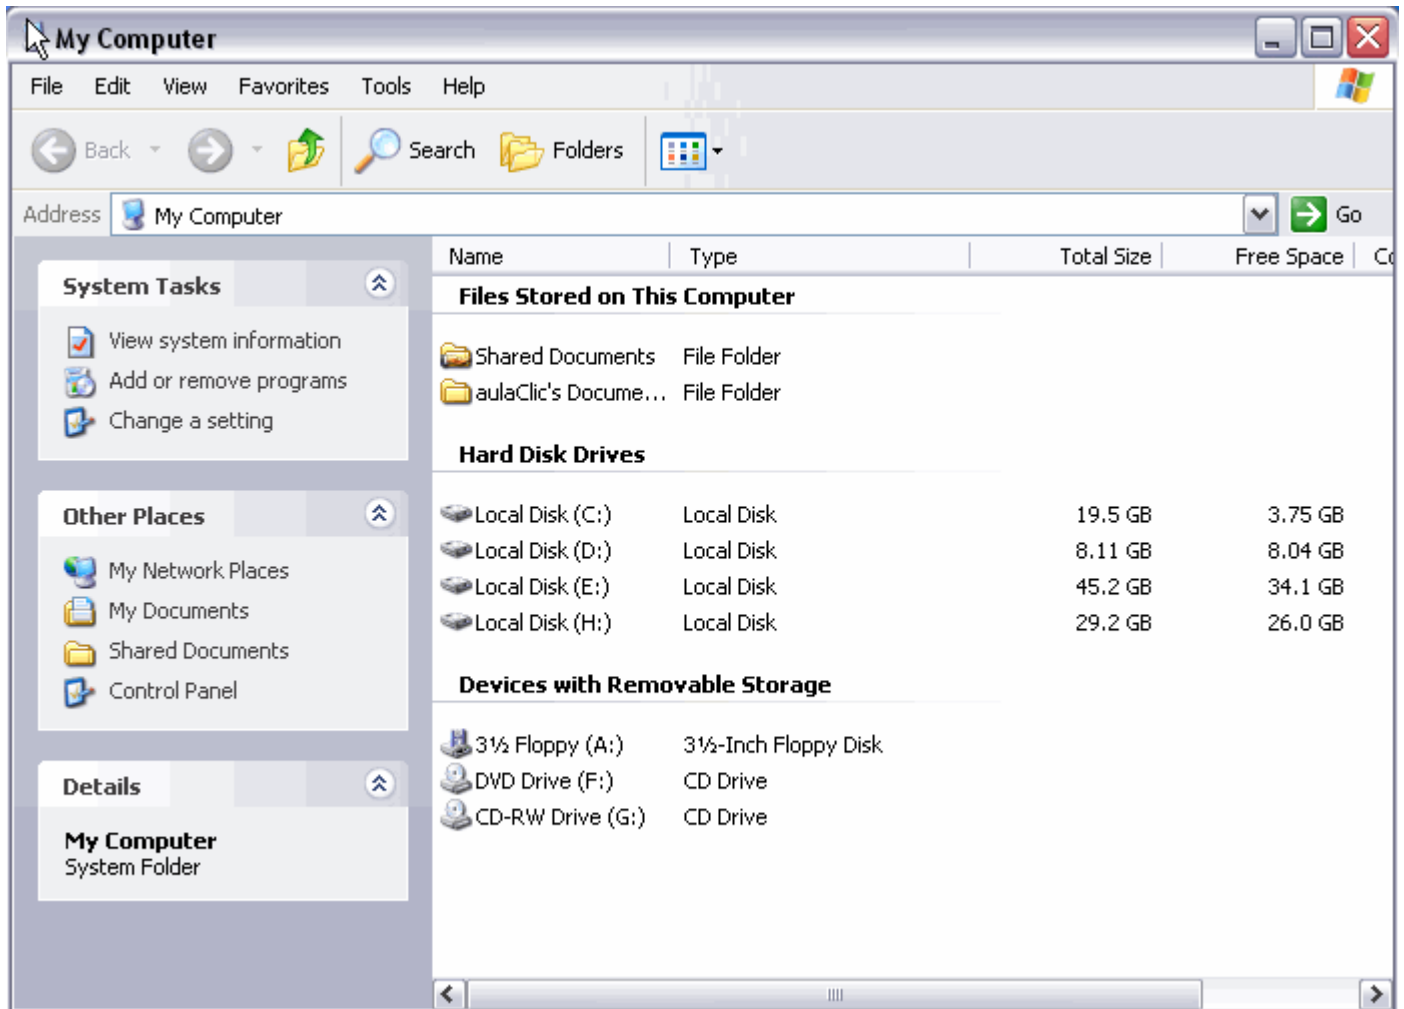 My Computer
File Edit View Favorites Tools Help
Back Search Folders
Address My Computer Go
System Tasks
View system information
Add or remove programs
Change a setting
Other Places
My Network Places
My Documents
Shared Documents
Control Panel
Details
My Computer
System Folder
Name Type Total Size Free Space
Files Stored on This Computer
Shared Documents File Folder
aulaClic's Docume... File Folder
Hard Disk Drives
Local Disk (C:) Local Disk 19.5 GB 3.75 GB
Local Disk (D:) Local Disk 8.11 GB 8.04 GB
Local Disk (E:) Local Disk 45.2 GB 34.1 GB
Local Disk (H:) Local Disk 29.2 GB 26.0 GB
Devices with Removable Storage
3½ Floppy (A:) 3½-Inch Floppy Disk
DVD Drive (F:) CD Drive
CD-RW Drive (G:) CD Drive